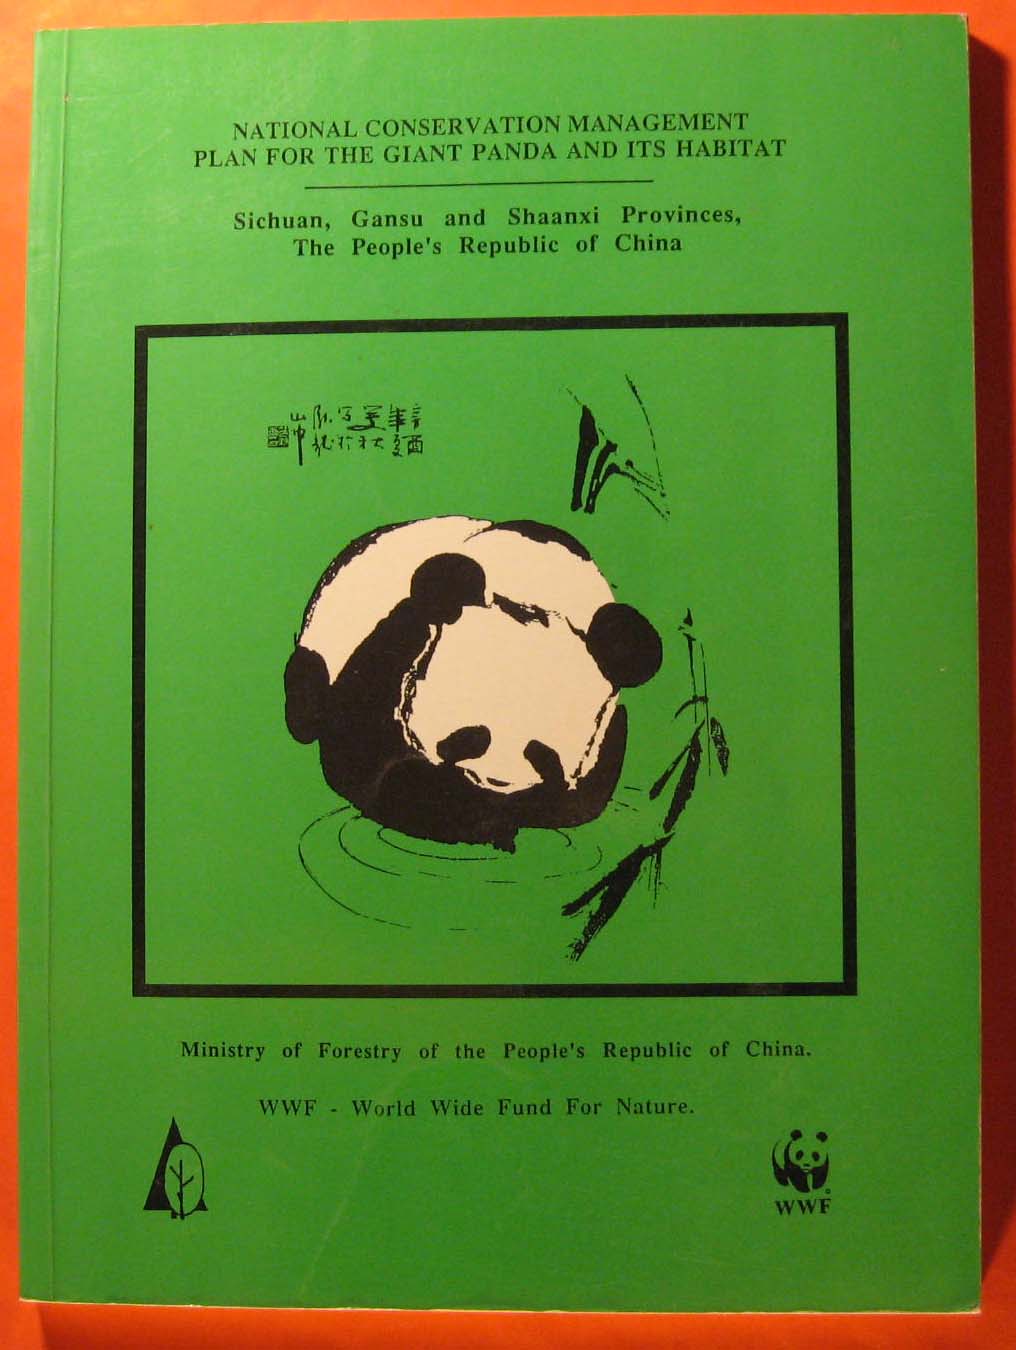 NATIONAL CONSERVATION MANAGEMENT
PLAN FOR THE GIANT PANDA AND ITS HABITAT
Sichuan, Gansu and Shaanxi Provinces,
The People's Republic of China
Ministry of Forestry of the People's Republic of China.
WWF - World Wide Fund For Nature.
WWF